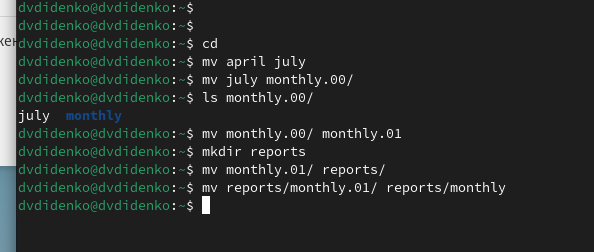 dvdidenko@dvdidenko:~$
dvdidenko@dvdidenko:~$
dvdidenko@dvdidenko:~$ cd
dvdidenko@dvdidenko:~$ mv april july
dvdidenko@dvdidenko:~$ mv july monthly.00/
dvdidenko@dvdidenko:~$ ls monthly.00/
july  monthly
dvdidenko@dvdidenko:~$ mv monthly.00/ monthly.01
dvdidenko@dvdidenko:~$ mkdir reports
dvdidenko@dvdidenko:~$ mv monthly.01/ reports/
dvdidenko@dvdidenko:~$ mv reports/monthly.01/ reports/monthly
dvdidenko@dvdidenko:~$